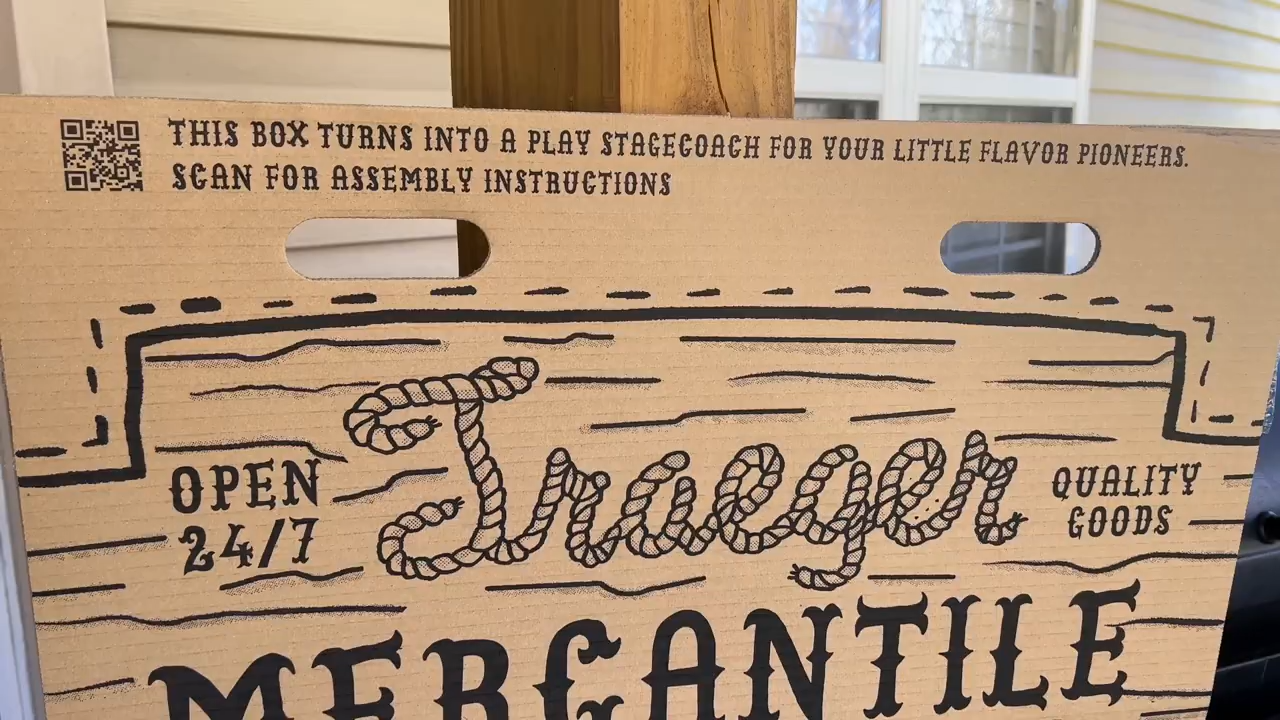 THIS BOX TURNS INTO A PLAY STAGECOACH FOR YOUR LITTLE FLAVOR PIONEERS.
SCAN FOR ASSEMBLY INSTRUCTIONS
Traeger
OPEN
24/7
QUALITY
GOODS
MERCANTILE